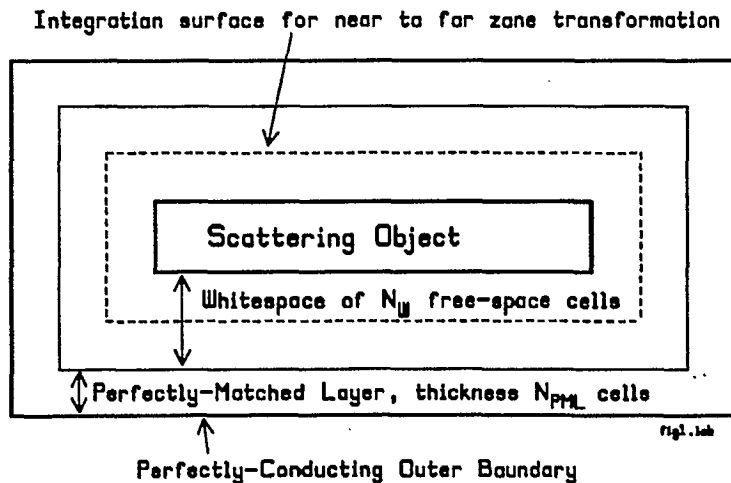 Integration surface for near to far zone transformation
Scattering Object
Whitespace of N_W free-space cells
Perfectly-Matched Layer, thickness N_PML cells
fig1.lab
Perfectly-Conducting Outer Boundary